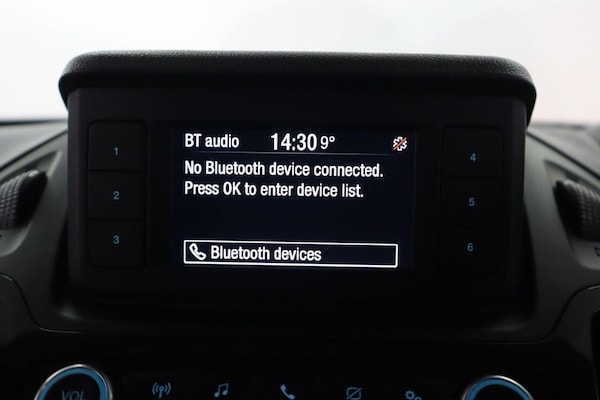 BT audio 14:30 9°
No Bluetooth device connected.
Press OK to enter device list.
Bluetooth devices
1
2
3
4
5
6
VOL